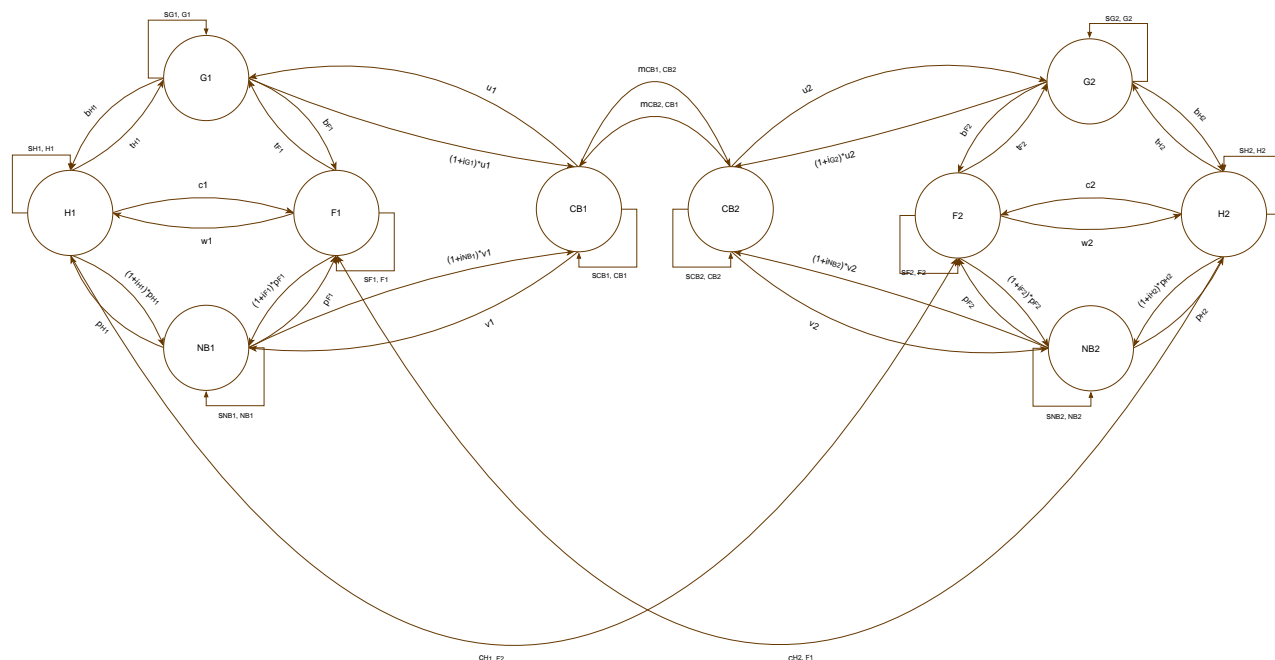 SG1, G1
SG2, G2
G1
G2
mCB1, CB2
mCB2, CB1
u1
u2
bH1
tH1
bF1
tF1
bF2
tF2
bH2
tH2
(1+iG1)*u1
(1+iG2)*u2
SH1, H1
SH2, H2
H1
c1
w1
F1
CB1
CB2
F2
c2
w2
H2
SF1, F1
SCB1, CB1
SCB2, CB2
SF2, F2
(1+iH1)*pH1
pH1
(1+iF1)*pF1
pF1
(1+iNB1)*v1
v1
(1+iNB2)*v2
v2
pF2
(1+iF2)*pF2
(1+iH2)*pH2
pH2
NB1
NB2
SNB1, NB1
SNB2, NB2
cH1, F2
cH2, F1